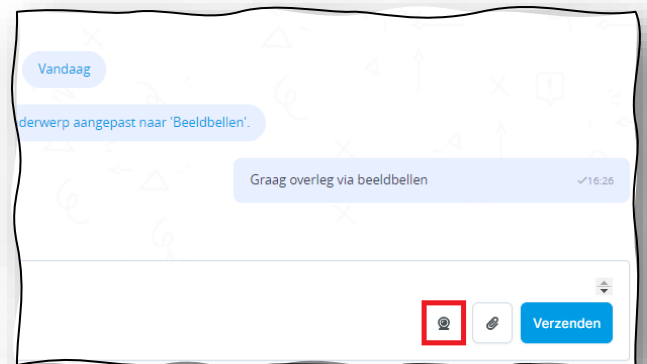 Vandaag
derwerp aangepast naar 'Beeldbellen'.
Graag overleg via beeldbellen
16:26
Verzenden